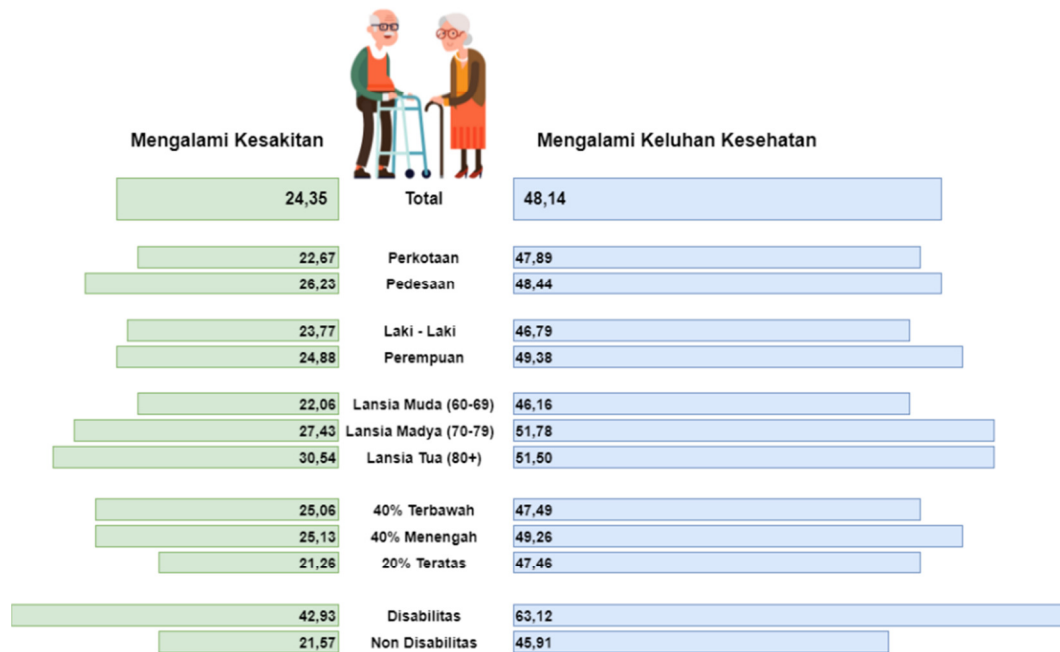 Mengalami Kesakitan Mengalami Keluhan Kesehatan
24,35 Total 48,14
22,67 Perkotaan 47,89
26,23 Pedesaan 48,44
23,77 Laki - Laki 46,79
24,88 Perempuan 49,38
22,06 Lansia Muda (60-69) 46,16
27,43 Lansia Madya (70-79) 51,78
30,54 Lansia Tua (80+) 51,50
25,06 40% Terbawah 47,49
25,13 40% Menengah 49,26
21,26 20% Teratas 47,46
42,93 Disabilitas 63,12
21,57 Non Disabilitas 45,91